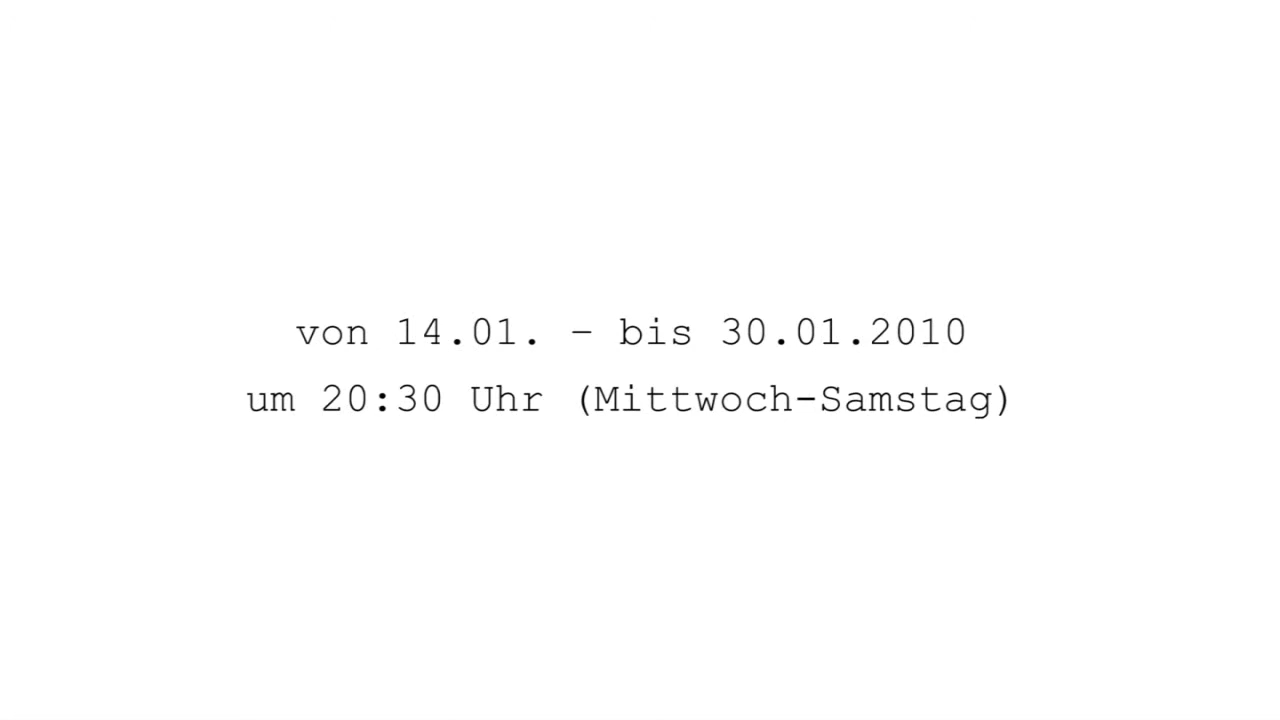 von 14.01. – bis 30.01.2010
um 20:30 Uhr (Mittwoch-Samstag)